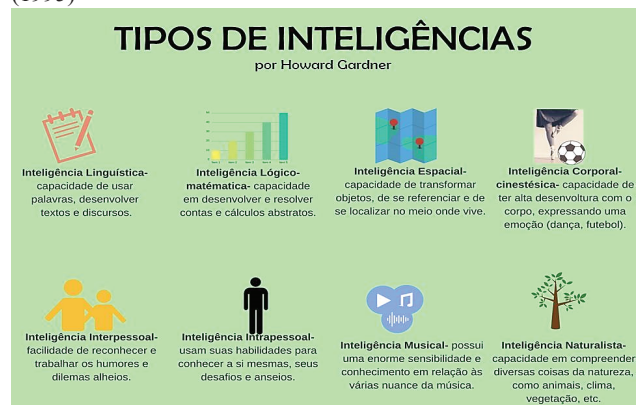 (1995)
TIPOS DE INTELIGÊNCIAS
por Howard Gardner
Inteligência Linguística-
capacidade de usar
palavras, desenvolver
textos e discursos.
Inteligência Lógico-
matématica- capacidade
em desenvolver e resolver
contas e cálculos abstratos.
Inteligência Espacial-
capacidade de transformar
objetos, de se referenciar e de
se localizar no meio onde vive.
Inteligência Corporal-
cinestésica- capacidade de
ter alta desenvoltura com o
corpo, expressando uma
emoção (dança, futebol).
Inteligência Interpessoal-
facilidade de reconhecer e
trabalhar os humores e
dilemas alheios.
Inteligência Intrapessoal-
usam suas habilidades para
conhecer a si mesmas, seus
desafios e anseios.
Inteligência Musical- possui
uma enorme sensibilidade e
conhecimento em relação às
várias nuance da música.
Inteligência Naturalista-
capacidade em compreender
diversas coisas da natureza,
como animais, clima,
vegetação, etc.